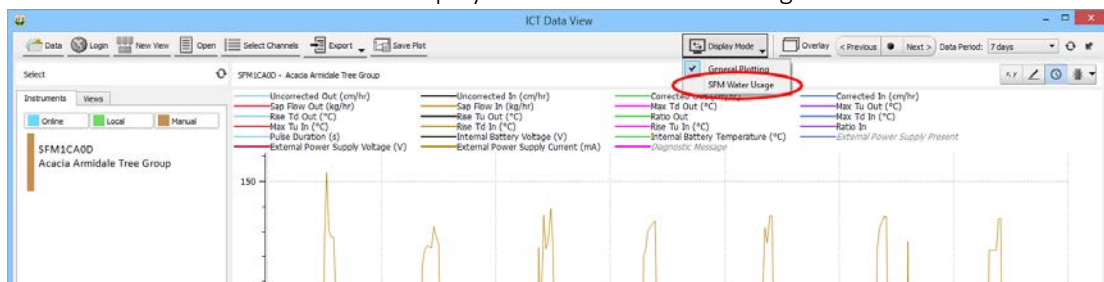 ICT Data View
Data Login New View Open Select Channels Export Save Plot Display Mode Overlay < Previous Next > Data Period: 7 days
General Plotting
SFM Water Usage
Select
SFM1CA0D - Acacia Armidale Tree Group
x,y
Instruments Views
Online Local Manual
SFM1CA0D
Acacia Armidale Tree Group
Uncorrected Out (cm/hr) Uncorrected In (cm/hr) Corrected Out (cm/hr) Corrected In (cm/hr)
Sap Flow Out (kg/hr) Sap Flow In (kg/hr) Max Td Out (°C) Max Tu Out (°C)
Rise Td Out (°C) Rise Tu Out (°C) Ratio Out Max Td In (°C)
Max Tu In (°C) Rise Td In (°C) Rise Tu In (°C) Ratio In
Pulse Duration (s) Internal Battery Voltage (V) Internal Battery Temperature (°C) External Power Supply Present
External Power Supply Voltage (V) External Power Supply Current (mA) Diagnostic Message
150